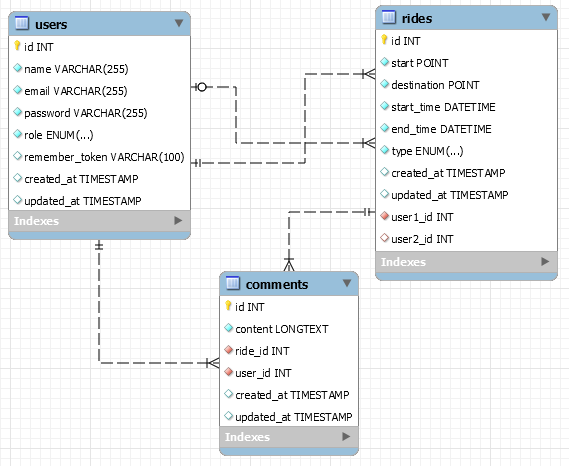 users
id INT
name VARCHAR(255)
email VARCHAR(255)
password VARCHAR(255)
role ENUM(...)
remember_token VARCHAR(100)
created_at TIMESTAMP
updated_at TIMESTAMP
Indexes
rides
id INT
start POINT
destination POINT
start_time DATETIME
end_time DATETIME
type ENUM(...)
created_at TIMESTAMP
updated_at TIMESTAMP
user1_id INT
user2_id INT
Indexes
comments
id INT
content LONGTEXT
ride_id INT
user_id INT
created_at TIMESTAMP
updated_at TIMESTAMP
Indexes